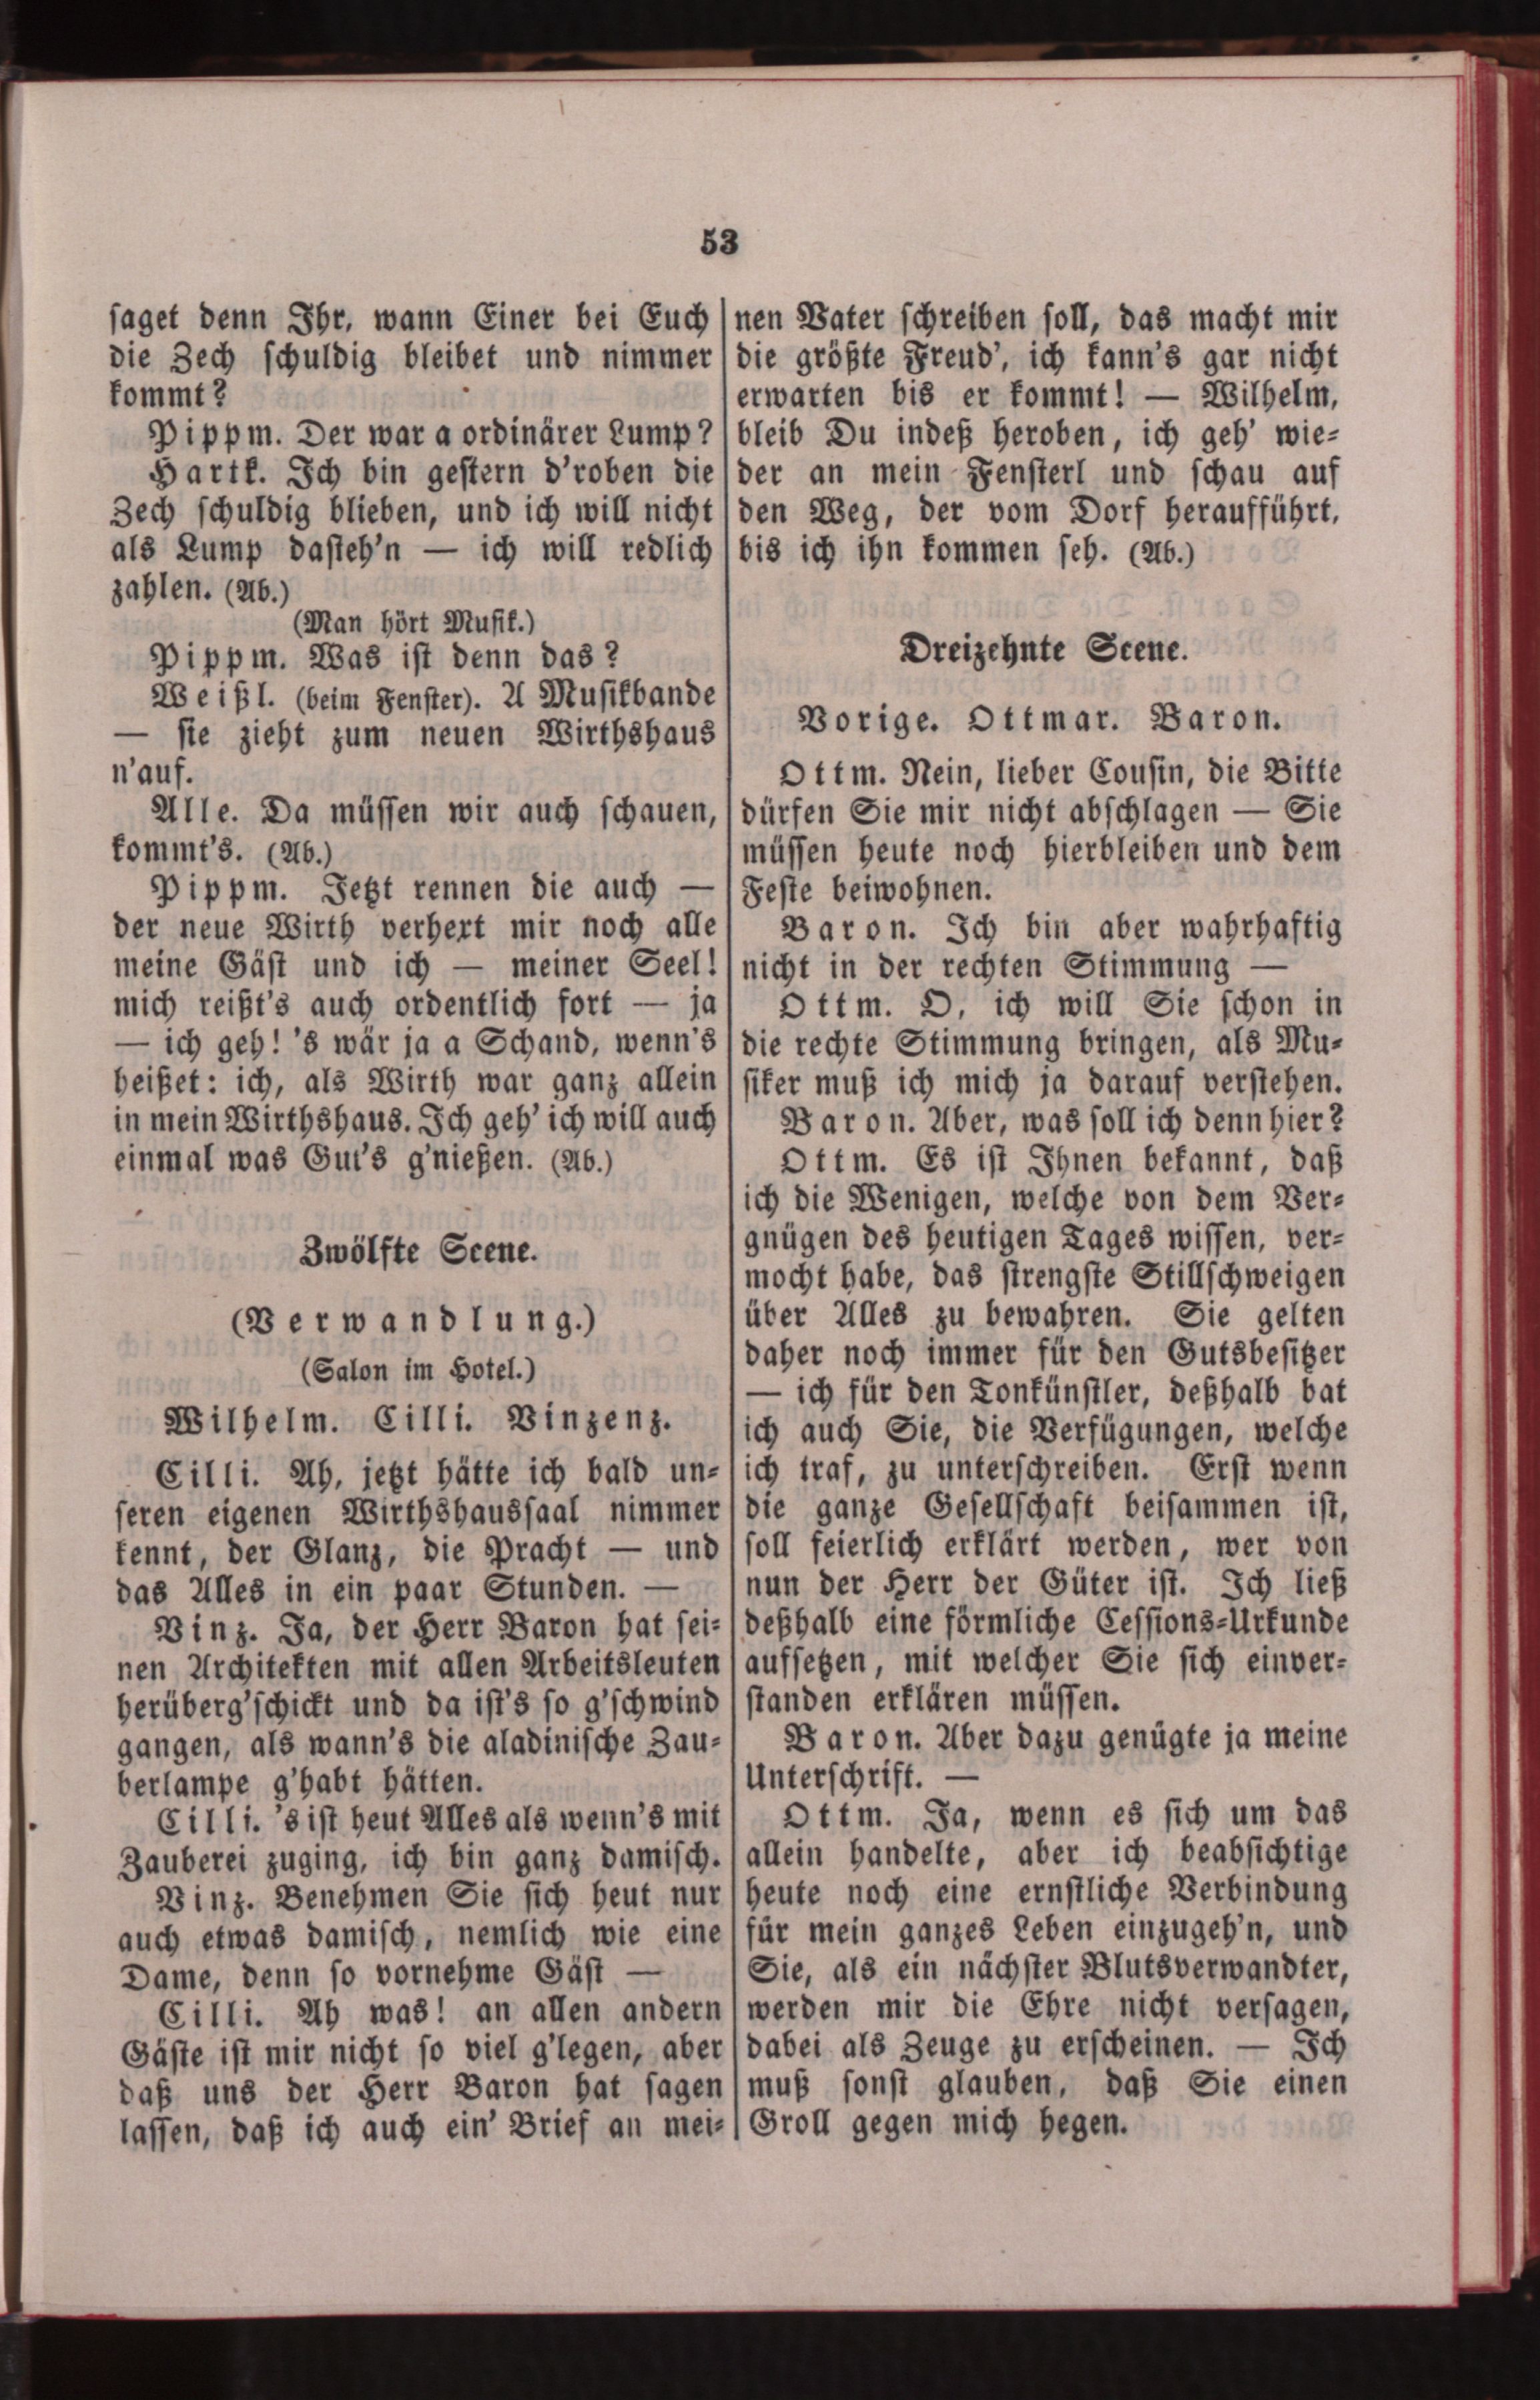 53
saget denn Ihr, wann Einer bei Euch
die Zech schuldig bleibet und nimmer
kommt?
Pippm. Der war a ordinärer Lump?
Hartk. Ich bin gestern d'roben die
Zech schuldig blieben, und ich will nicht
als Lump dasteh'n — ich will redlich
zahlen. (Ab.)
(Man hört Musik.)
Pippm. Was ist denn das?
Weißl. (beim Fenster). A Musikbande
— sie zieht zum neuen Wirthshaus
n'auf.
Alle. Da müssen wir auch schauen,
kommt's. (Ab.)
Pippm. Jetzt rennen die auch —
der neue Wirth verhext mir noch alle
meine Gäst und ich — meiner Seel!
mich reißt's auch ordentlich fort — ja
— ich geh! 's wär ja a Schand, wenn's
heißet: ich, als Wirth war ganz allein
in mein Wirthshaus. Ich geh' ich will auch
einmal was Gut's g'nießen. (Ab.)
Zwölfte Scene.
(Verwandlung.)
(Salon im Hotel.)
Wilhelm. Cilli. Vinzenz.
Cilli. Ah, jetzt hätte ich bald un-
seren eigenen Wirthshaussaal nimmer
kennt, der Glanz, die Pracht — und
das Alles in ein paar Stunden. —
Vinz. Ja, der Herr Baron hat sei-
nen Architekten mit allen Arbeitsleuten
herüberg'schickt und da ist's so g'schwind
gangen, als wann's die aladinische Zau-
berlampe g'habt hätten.
Cilli. 's ist heut Alles als wenn's mit
Zauberei zuging, ich bin ganz damisch.
Vinz. Benehmen Sie sich heut nur
auch etwas damisch, nemlich wie eine
Dame, denn so vornehme Gäst —
Cilli. Ah was! an allen andern
Gäste ist mir nicht so viel g'legen, aber
daß uns der Herr Baron hat sagen
lassen, daß ich auch ein' Brief an mei-
nen Vater schreiben soll, das macht mir
die größte Freud', ich kann's gar nicht
erwarten bis er kommt! — Wilhelm,
bleib Du indeß heroben, ich geh' wie-
der an mein Fensterl und schau auf
den Weg, der vom Dorf heraufführt,
bis ich ihn kommen seh. (Ab.)
Dreizehnte Scene.
Vorige. Ottmar. Baron.
Ottm. Nein, lieber Cousin, die Bitte
dürfen Sie mir nicht abschlagen — Sie
müssen heute noch hierbleiben und dem
Feste beiwohnen.
Baron. Ich bin aber wahrhaftig
nicht in der rechten Stimmung —
Ottm. O, ich will Sie schon in
die rechte Stimmung bringen, als Mu-
siker muß ich mich ja darauf verstehen.
Baron. Aber, was soll ich denn hier?
Ottm. Es ist Ihnen bekannt, daß
ich die Wenigen, welche von dem Ver-
gnügen des heutigen Tages wissen, ver-
mocht habe, das strengste Stillschweigen
über Alles zu bewahren. Sie gelten
daher noch immer für den Gutsbesitzer
— ich für den Tonkünstler, deßhalb bat
ich auch Sie, die Verfügungen, welche
ich traf, zu unterschreiben. Erst wenn
die ganze Gesellschaft beisammen ist,
soll feierlich erklärt werden, wer von
nun der Herr der Güter ist. Ich ließ
deßhalb eine förmliche Cessions-Urkunde
aufsetzen, mit welcher Sie sich einver-
standen erklären müssen.
Baron. Aber dazu genügte ja meine
Unterschrift. —
Ottm. Ja, wenn es sich um das
allein handelte, aber ich beabsichtige
heute noch eine ernstliche Verbindung
für mein ganzes Leben einzugeh'n, und
Sie, als ein nächster Blutsverwandter,
werden mir die Ehre nicht versagen,
dabei als Zeuge zu erscheinen. — Ich
muß sonst glauben, daß Sie einen
Groll gegen mich hegen.